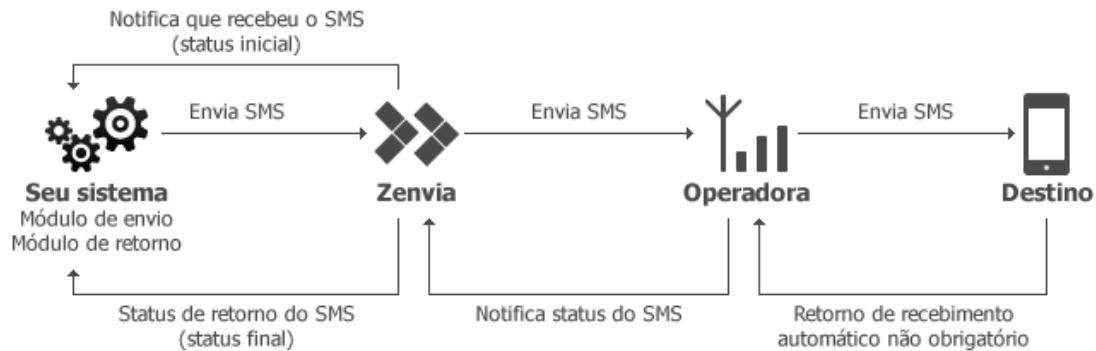 Notifica que recebeu o SMS
(status inicial)
Envia SMS
Envia SMS
Envia SMS
Seu sistema
Módulo de envio
Módulo de retorno
Zenvia
Operadora
Destino
Status de retorno do SMS
(status final)
Notifica status do SMS
Retorno de recebimento
automático não obrigatório